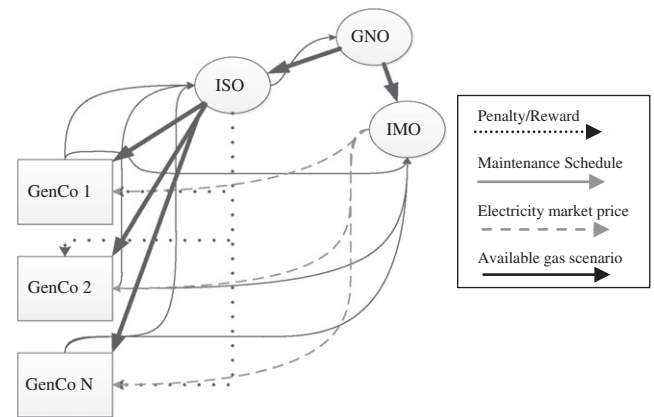 GNO
ISO
IMO
GenCo 1
GenCo 2
GenCo N
Penalty/Reward
Maintenance Schedule
Electricity market price
Available gas scenario